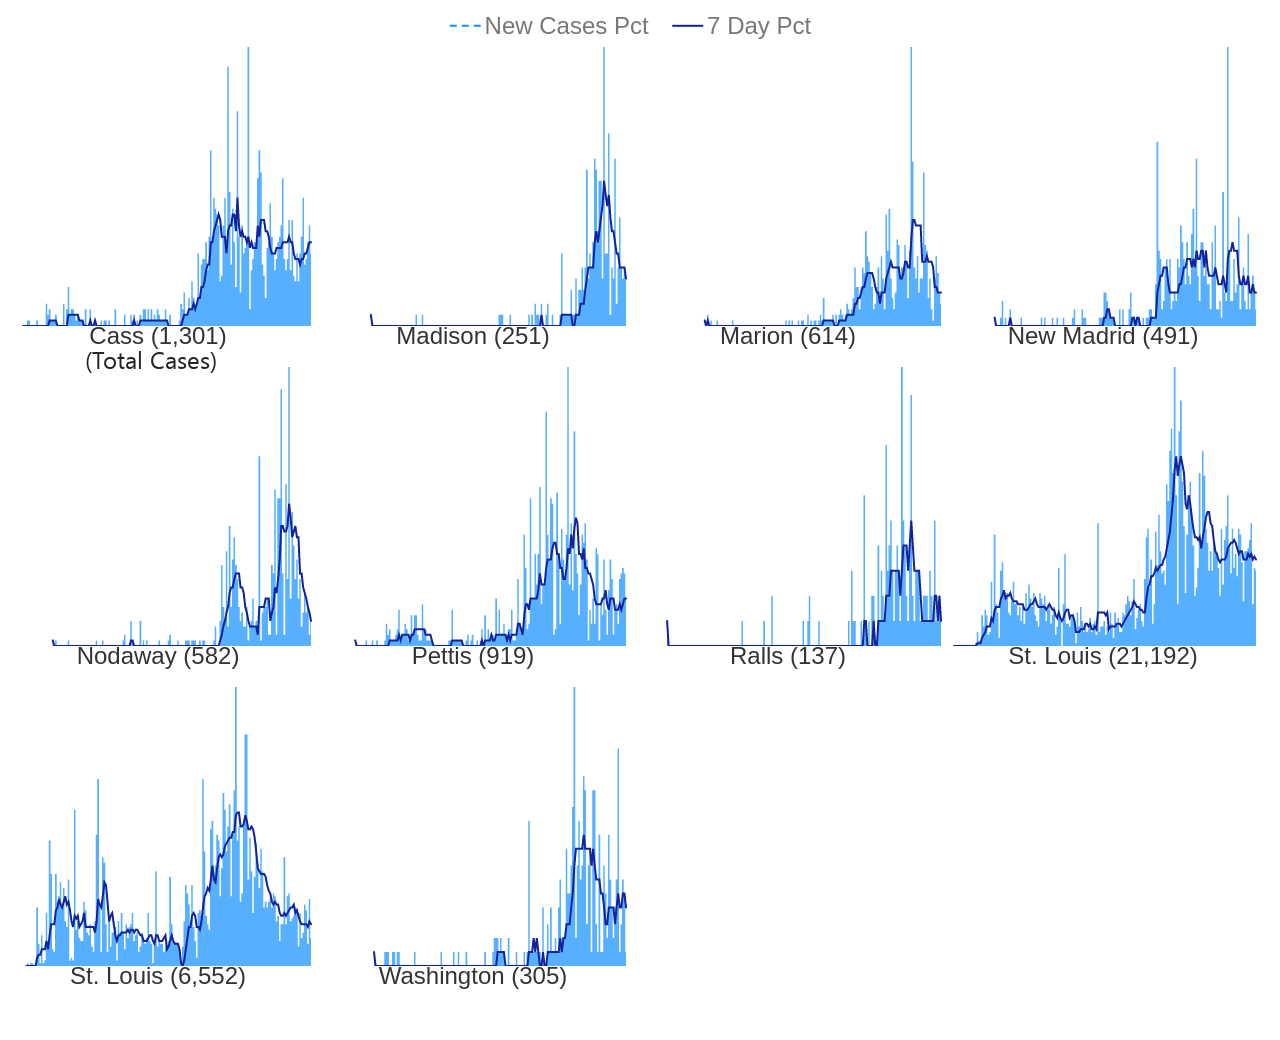 New Cases Pct 7 Day Pct
Cass (1,301)
(Total Cases)
Madison (251)
Marion (614)
New Madrid (491)
Nodaway (582)
Pettis (919)
Ralls (137)
St. Louis (21,192)
St. Louis (6,552)
Washington (305)